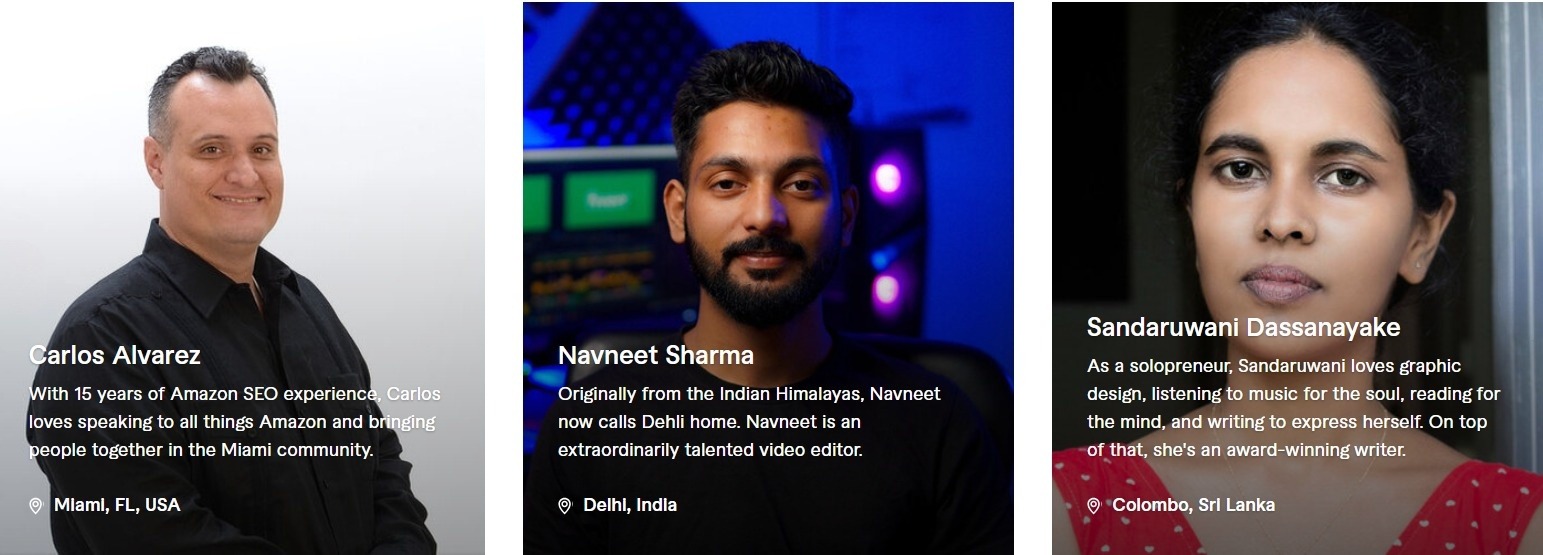 Carlos Alvarez
With 15 years of Amazon SEO experience, Carlos
loves speaking to all things Amazon and bringing
people together in the Miami community.
Miami, FL, USA
Navneet Sharma
Originally from the Indian Himalayas, Navneet
now calls Dehli home. Navneet is an
extraordinarily talented video editor.
Delhi, India
Sandaruwani Dassanayake
As a solopreneur, Sandaruwani loves graphic
design, listening to music for the soul, reading for
the mind, and writing to express herself. On top
of that, she's an award-winning writer.
Colombo, Sri Lanka